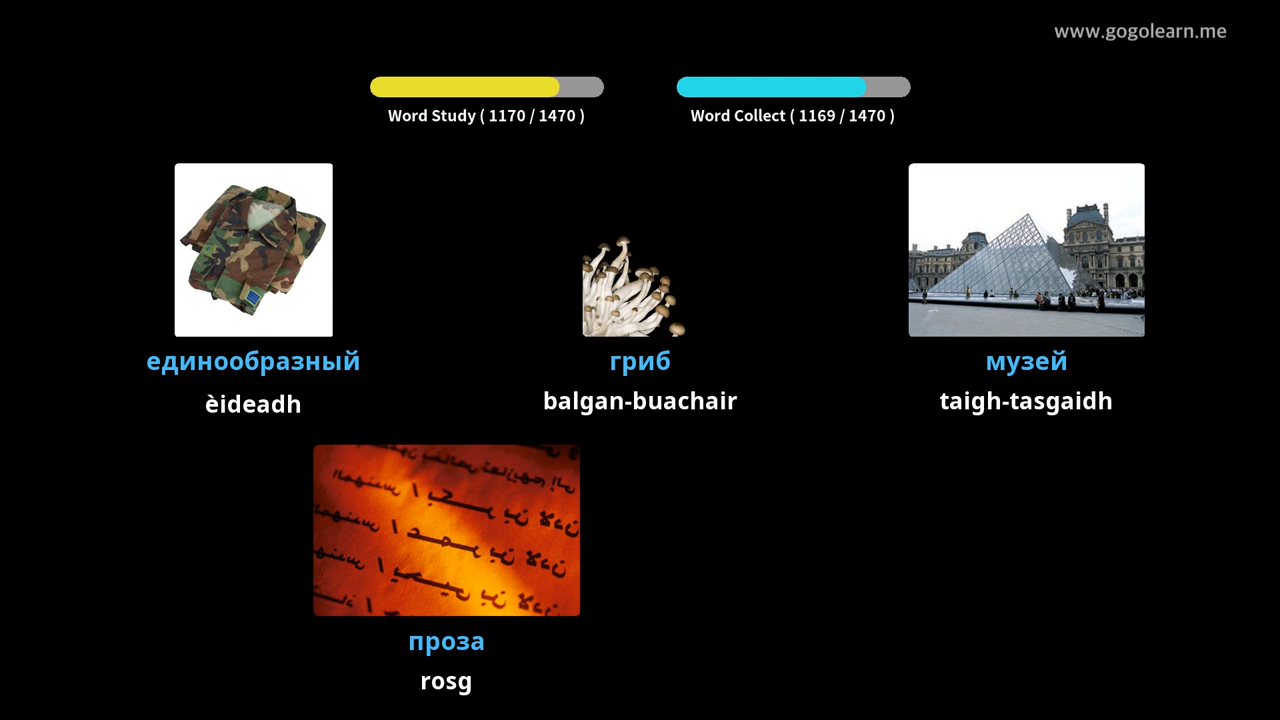 www.gogolearn.me
Word Study ( 1170 / 1470 )
Word Collect ( 1169 / 1470 )
единообразный
èideadh
гриб
balgan-buachair
музей
taigh-tasgaidh
проза
rosg